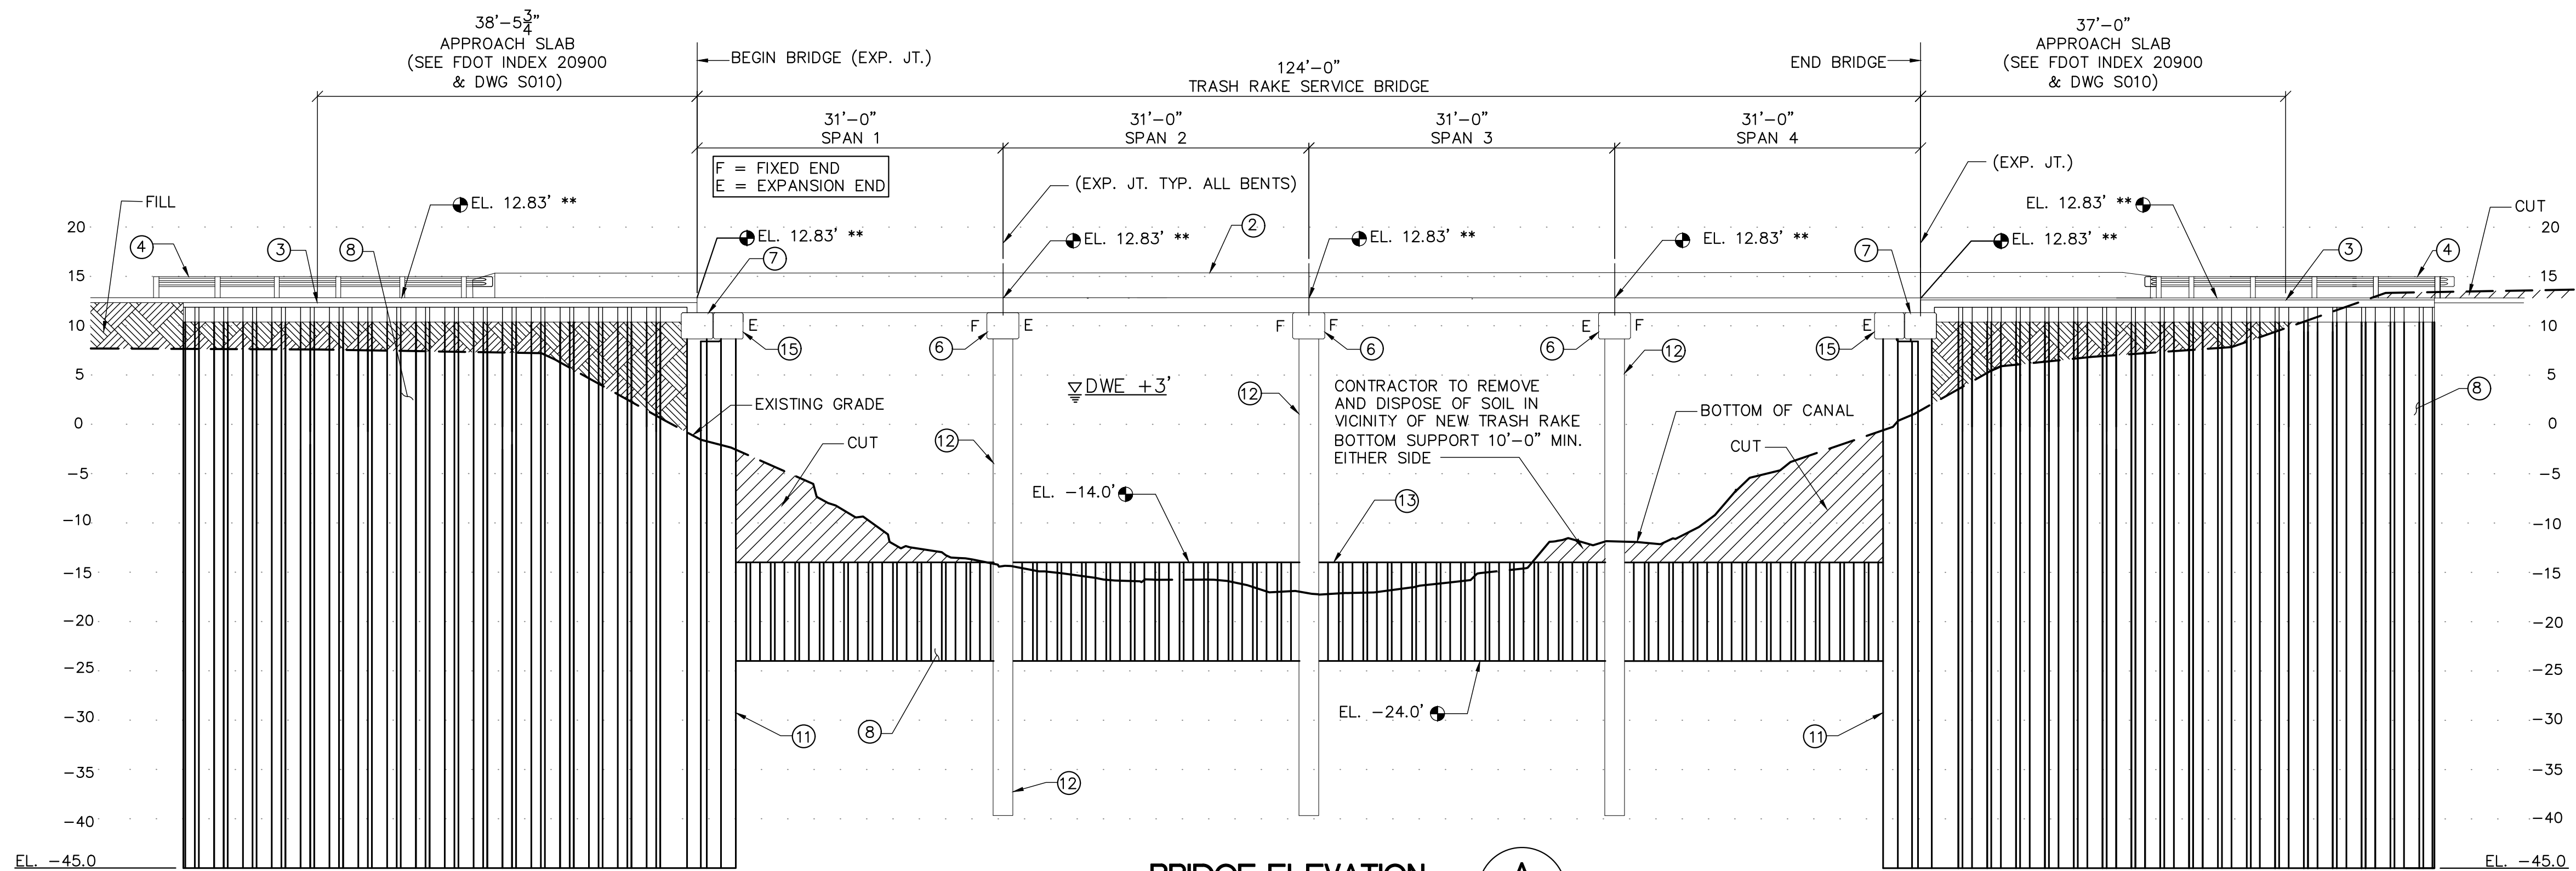 38'-5 3/4"
APPROACH SLAB
(SEE FDOT INDEX 20900
& DWG S010)
BEGIN BRIDGE (EXP. JT.)
124'-0"
TRASH RAKE SERVICE BRIDGE
END BRIDGE
37'-0"
APPROACH SLAB
(SEE FDOT INDEX 20900
& DWG S010)
31'-0"
SPAN 1
31'-0"
SPAN 2
31'-0"
SPAN 3
31'-0"
SPAN 4
F = FIXED END
E = EXPANSION END
(EXP. JT. TYP. ALL BENTS)
(EXP. JT.)
FILL
EL. 12.83' **
EL. 12.83' **
EL. 12.83' **
EL. 12.83' **
EL. 12.83' **
EL. 12.83' **
EL. 12.83' **
CUT
4
3
8
7
2
7
3
4
20
15
10
5
0
-5
-10
-15
-20
-25
-30
-35
-40
EL. -45.0
20
15
10
5
0
-5
-10
-15
-20
-25
-30
-35
-40
EL. -45.0
E
F
E
F
F
E
F
E
15
6
6
6
12
15
DWE +3'
12
CONTRACTOR TO REMOVE
AND DISPOSE OF SOIL IN
VICINITY OF NEW TRASH RAKE
BOTTOM SUPPORT 10'-0" MIN.
EITHER SIDE
BOTTOM OF CANAL
CUT
8
EXISTING GRADE
CUT
12
EL. -14.0'
13
EL. -24.0'
11
8
11
12
BRIDGE ELEVATION
A